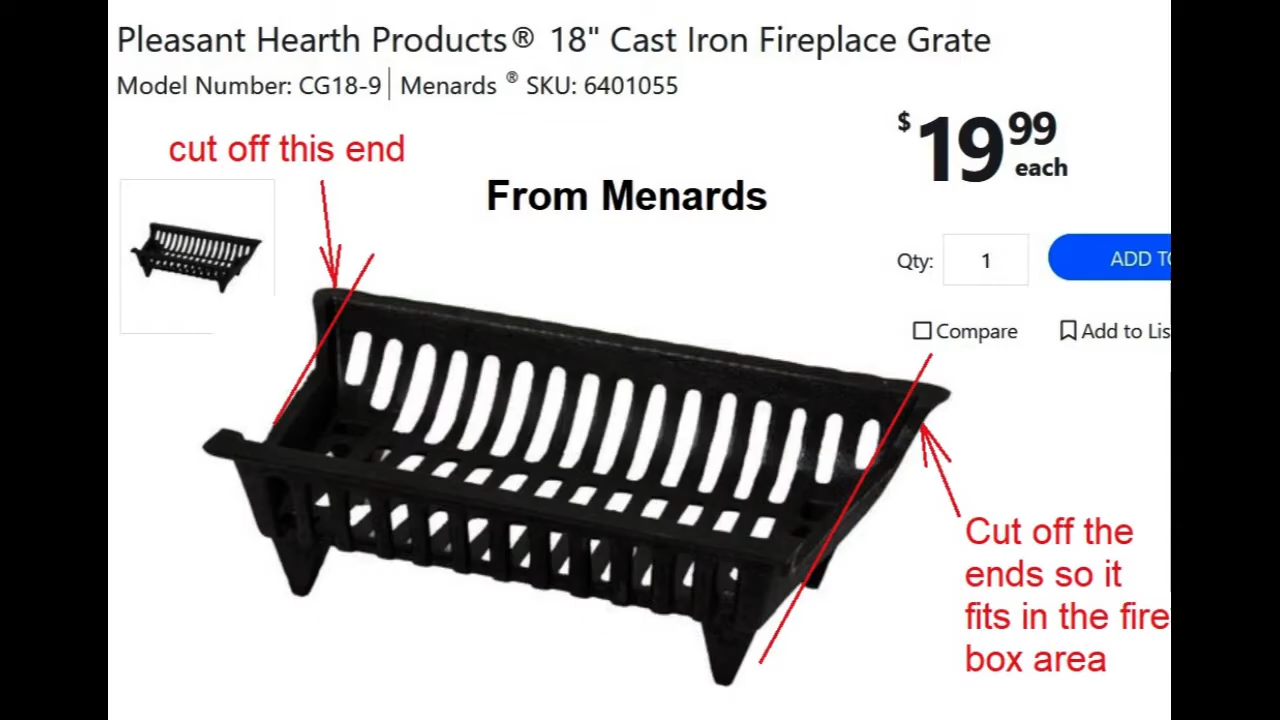 Pleasant Hearth Products® 18" Cast Iron Fireplace Grate
Model Number: CG18-9 | Menards ® SKU: 6401055
$19.99 each
cut off this end
From Menards
Qty: 1 ADD TO
Compare Add to Lis
Cut off the
ends so it
fits in the fire
box area